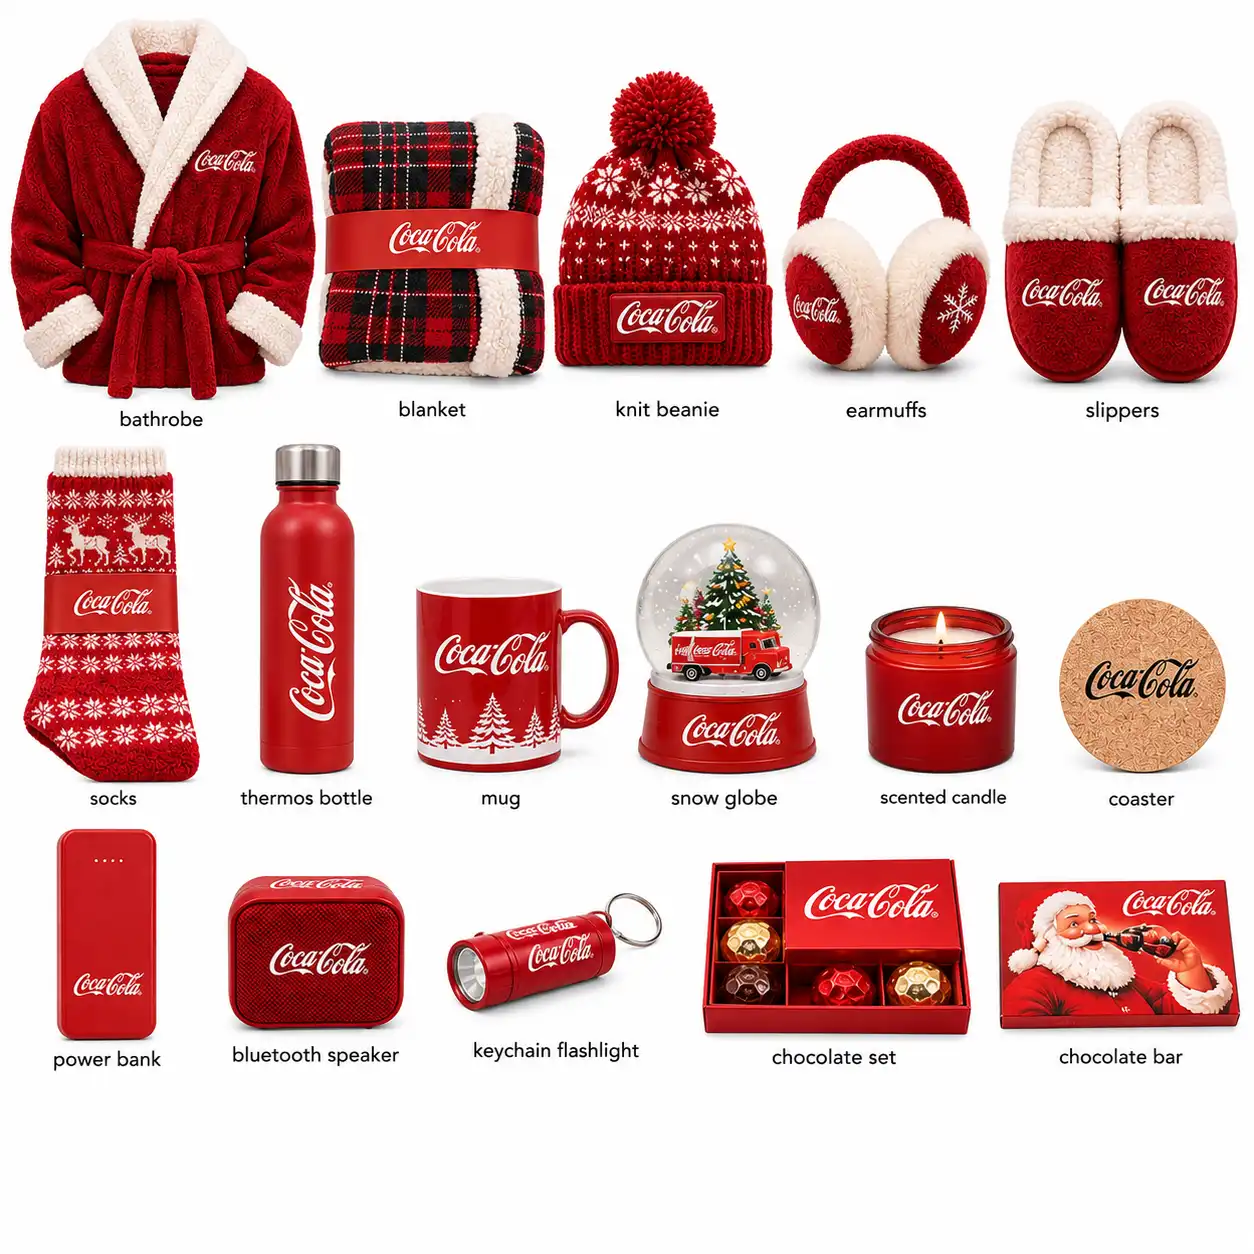 Coca-Cola
Coca-Cola
Coca-Cola
Coca-Cola
Coca-Cola
Coca-Cola
bathrobe
blanket
knit beanie
earmuffs
slippers
Coca-Cola
Coca-Cola
Coca-Cola
Coca-Cola
Coca-Cola
Coca-Cola
Coca-Cola
socks
thermos bottle
mug
snow globe
scented candle
coaster
Coca-Cola
Coca-Cola
Coca-Cola
Coca-Cola
Coca-Cola
Coca-Cola
Coca-Cola
power bank
bluetooth speaker
keychain flashlight
chocolate set
chocolate bar